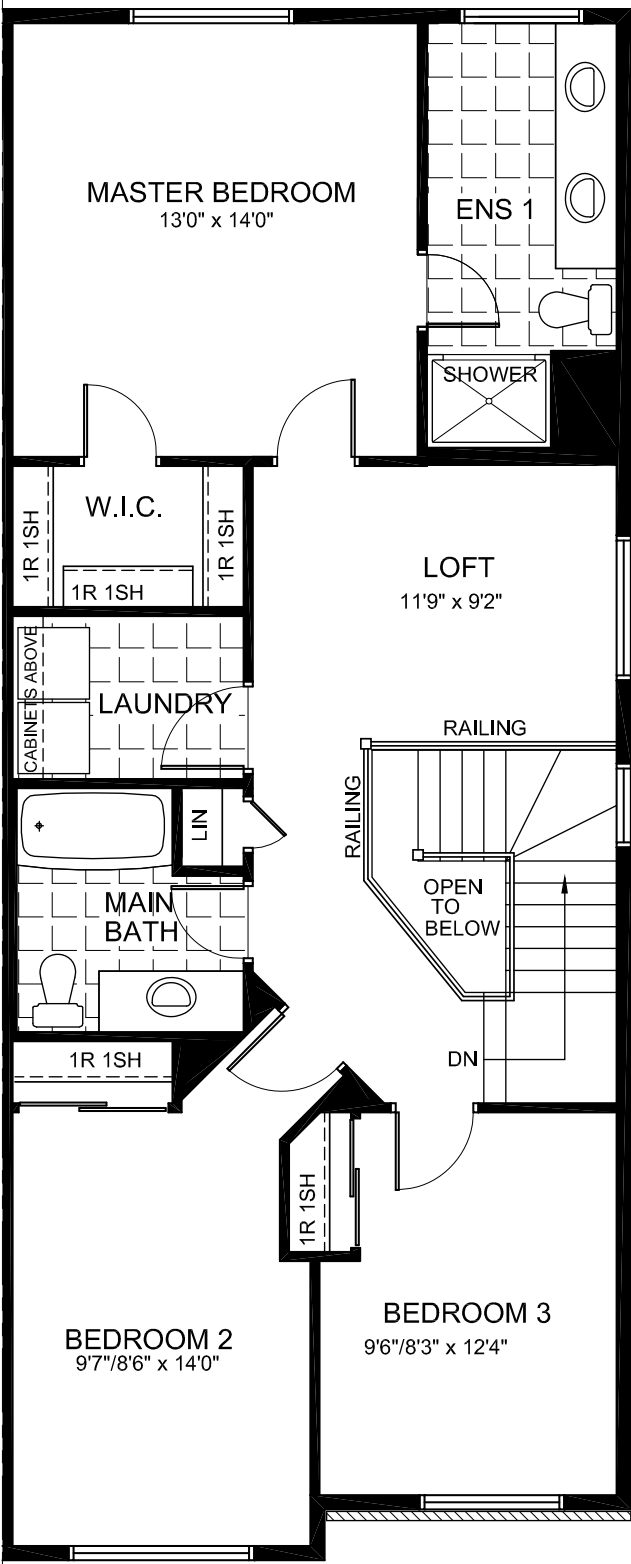 MASTER BEDROOM
13'0" x 14'0"
ENS 1
SHOWER
W.I.C.
1R 1SH
1R 1SH
1R 1SH
LOFT
11'9" x 9'2"
CABINETS ABOVE
LAUNDRY
RAILING
RAILING
LIN
OPEN
TO
BELOW
MAIN
BATH
DN
1R 1SH
1R 1SH
BEDROOM 2
9'7"/8'6" x 14'0"
BEDROOM 3
9'6"/8'3" x 12'4"